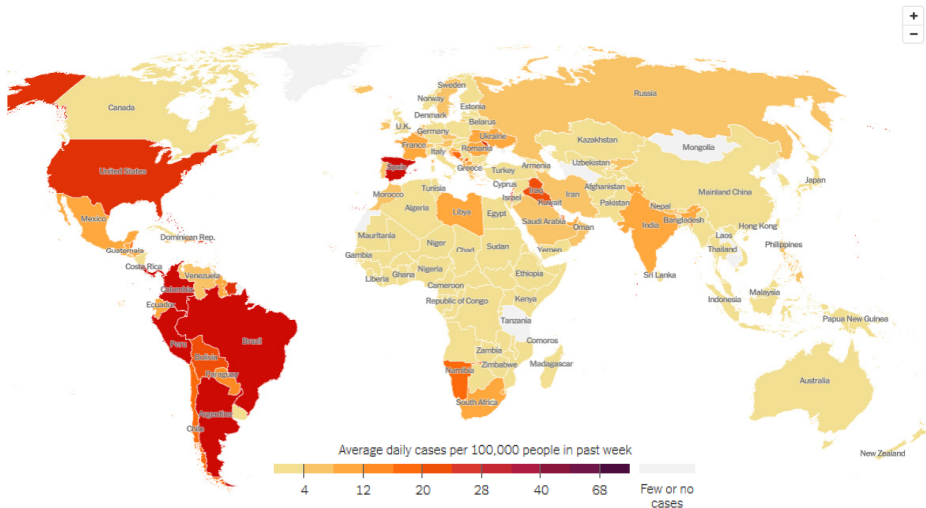 +
−
Sweden
Russia
Norway
Canada
Estonia
Denmark
Belarus
U.K.
Germany
Ukraine
Kazakhstan
France
Italy
Romania
Mongolia
Uzbekistan
Spain
Greece
Turkey
Armenia
United States
Japan
Cyprus
Iraq
Afghanistan
Mainland China
Morocco
Tunisia
Israel
Kuwait
Iran
Pakistan
Nepal
Algeria
Libya
Egypt
Mexico
Saudi Arabia
Oman
India
Bangladesh
Hong Kong
Dominican Rep.
Mauritania
Laos
Guatemala
Niger
Chad
Sudan
Yemen
Thailand
Philippines
Gambia
Costa Rica
Venezuela
Liberia
Ghana
Nigeria
Ethiopia
Sri Lanka
Colombia
Cameroon
Malaysia
Ecuador
Republic of Congo
Kenya
Indonesia
Papua New Guinea
Tanzania
Peru
Brazil
Comoros
Bolivia
Zambia
Zimbabwe
Madagascar
Paraguay
Namibia
Australia
South Africa
Argentina
Chile
New Zealand
Average daily cases per 100,000 people in past week
4 12 20 28 40 68 Few or no
cases